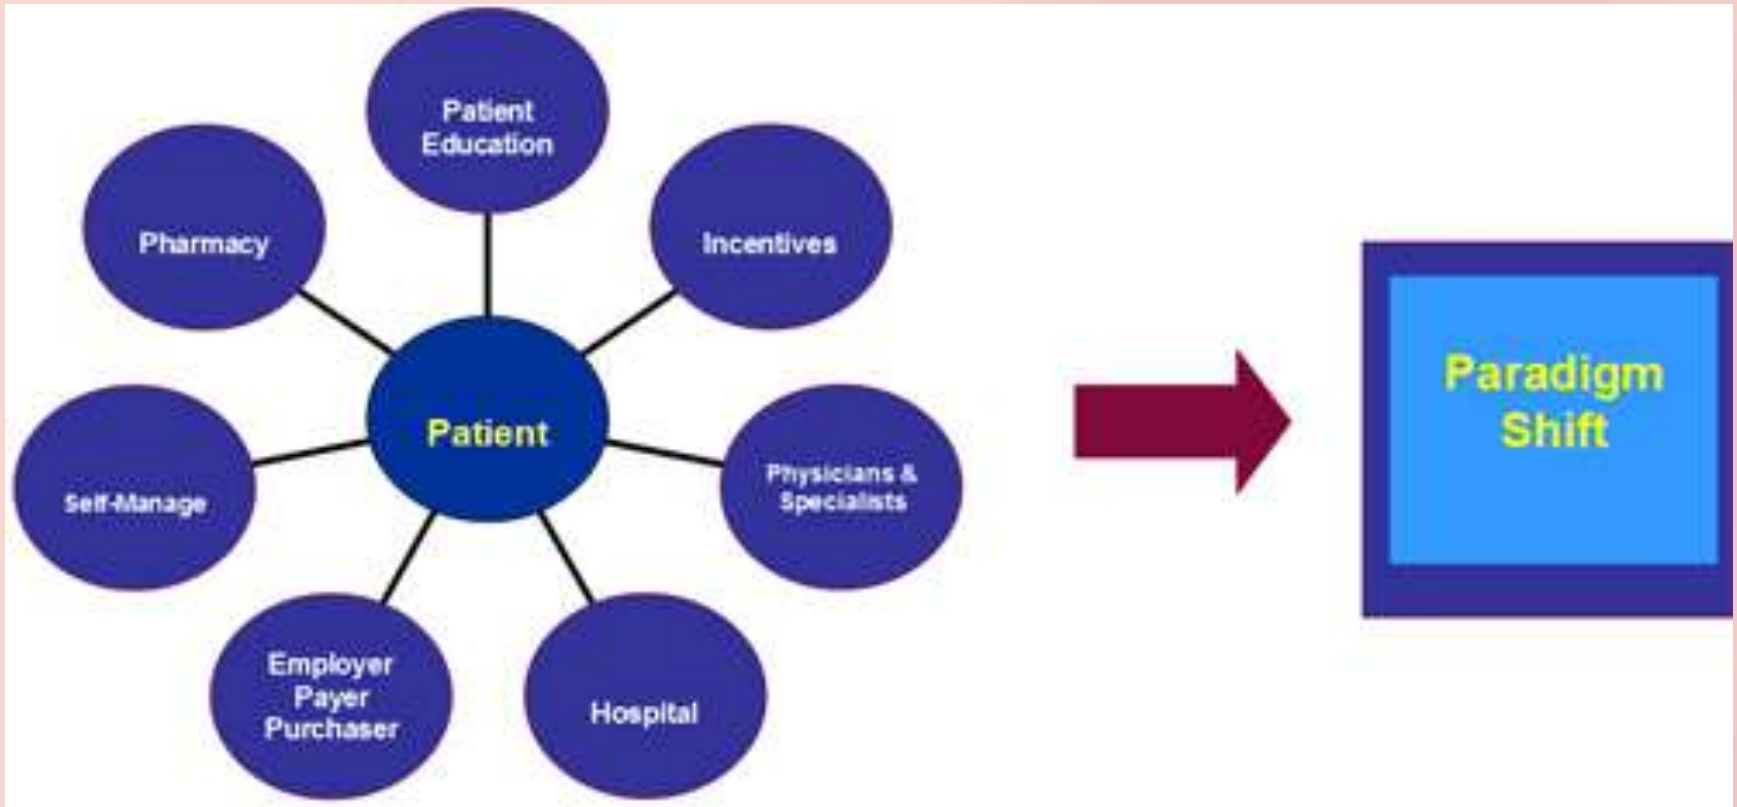 Patient
Education
Pharmacy
Incentives
Patient
Self-Manage
Physicians &
Specialists
Employer
Payer
Purchaser
Hospital
Paradigm
Shift